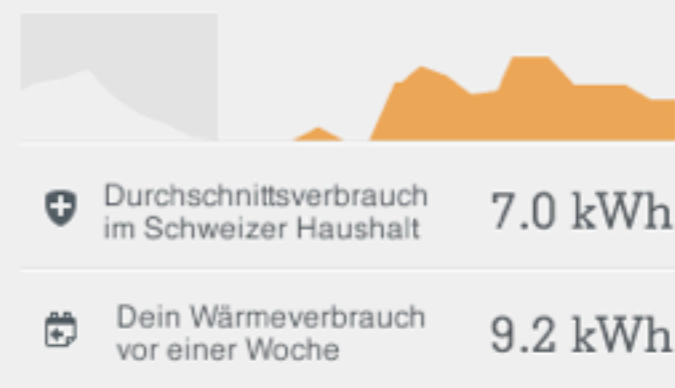 Durchschnittsverbrauch
im Schweizer Haushalt
7.0 kWh
Dein Wärmeverbrauch
vor einer Woche
9.2 kWh